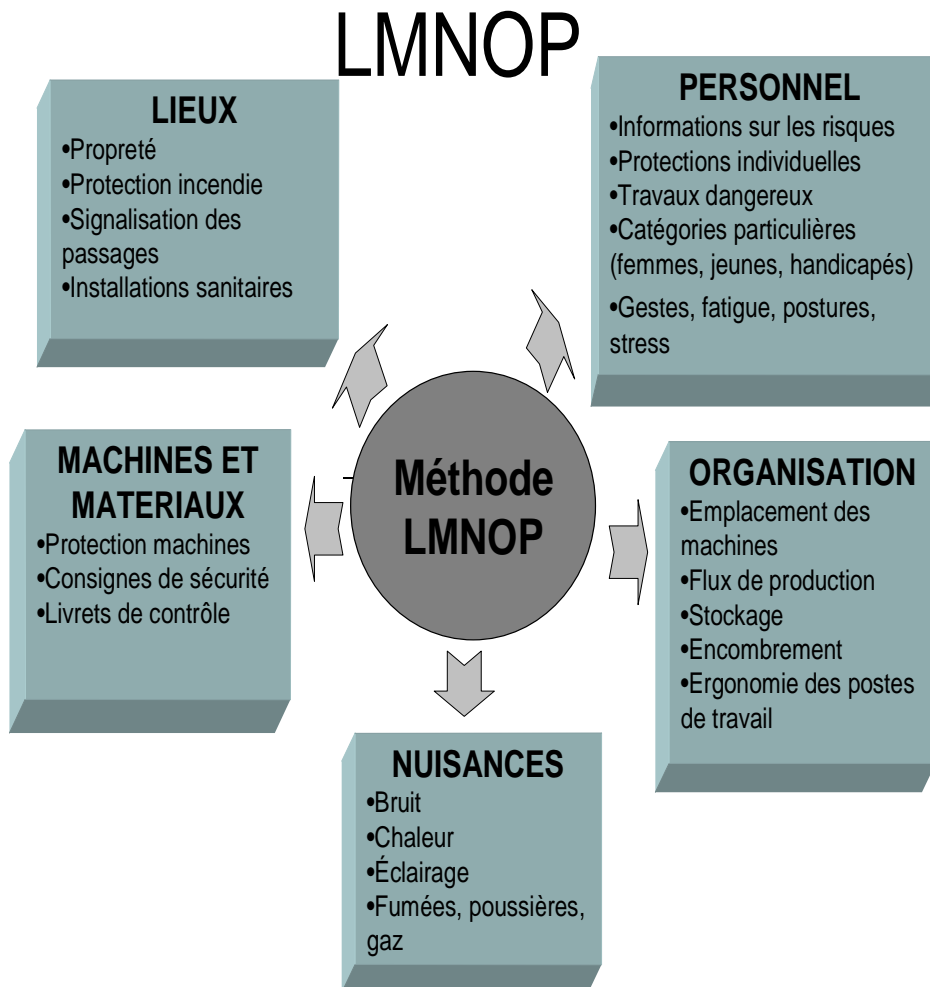 LMNOP
LIEUX
•Propreté
•Protection incendie
•Signalisation des
passages
•Installations sanitaires
PERSONNEL
•Informations sur les risques
•Protections individuelles
•Travaux dangereux
•Catégories particulières
(femmes, jeunes, handicapés)
•Gestes, fatigue, postures,
stress
MACHINES ET
MATERIAUX
•Protection machines
•Consignes de sécurité
•Livrets de contrôle
Méthode
LMNOP
ORGANISATION
•Emplacement des
machines
•Flux de production
•Stockage
•Encombrement
•Ergonomie des postes
de travail
NUISANCES
•Bruit
•Chaleur
•Éclairage
•Fumées, poussières,
gaz